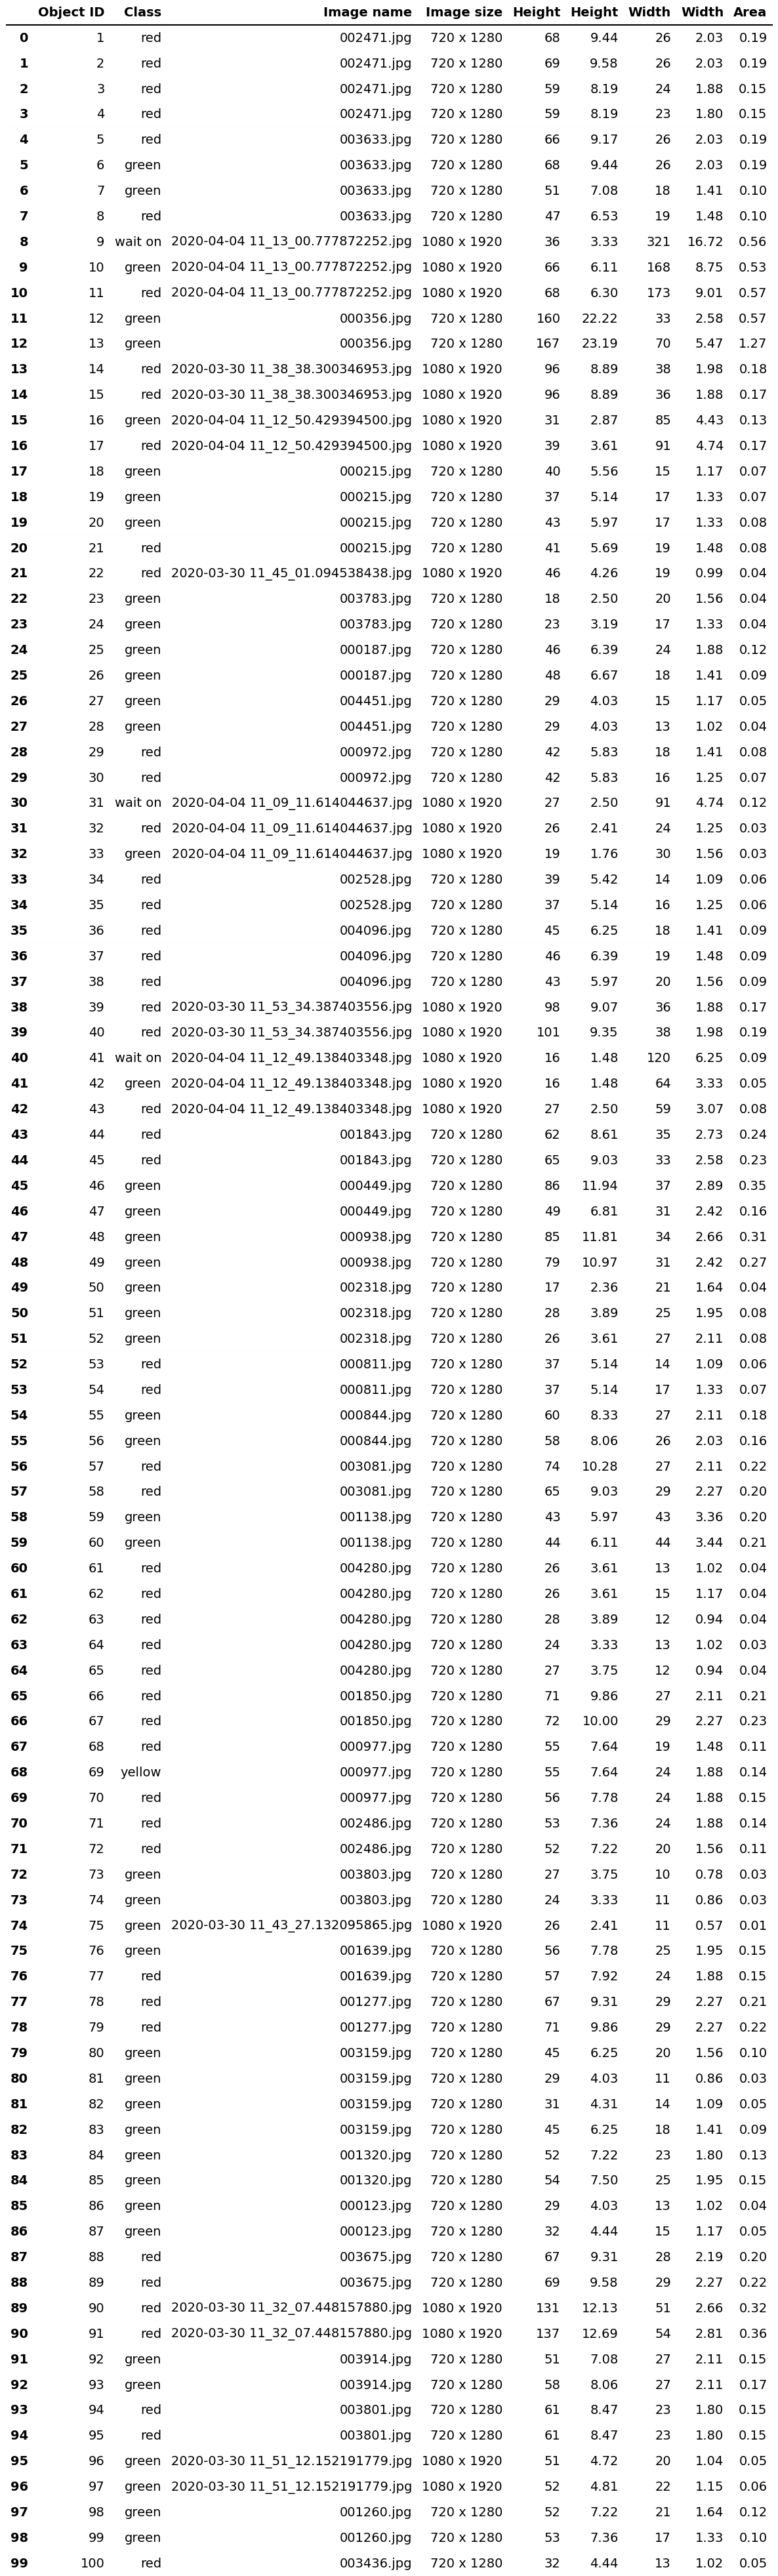 Object ID Class Image name Image size Height Height Width Width Area
0 1 red 002471.jpg 720 x 1280 68 9.44 26 2.03 0.19
1 2 red 002471.jpg 720 x 1280 69 9.58 26 2.03 0.19
2 3 red 002471.jpg 720 x 1280 59 8.19 24 1.88 0.15
3 4 red 002471.jpg 720 x 1280 59 8.19 23 1.80 0.15
4 5 red 003633.jpg 720 x 1280 66 9.17 26 2.03 0.19
5 6 green 003633.jpg 720 x 1280 68 9.44 26 2.03 0.19
6 7 green 003633.jpg 720 x 1280 51 7.08 18 1.41 0.10
7 8 red 003633.jpg 720 x 1280 47 6.53 19 1.48 0.10
8 9 wait on 2020-04-04 11_13_00.777872252.jpg 1080 x 1920 36 3.33 321 16.72 0.56
9 10 green 2020-04-04 11_13_00.777872252.jpg 1080 x 1920 66 6.11 168 8.75 0.53
10 11 red 2020-04-04 11_13_00.777872252.jpg 1080 x 1920 68 6.30 173 9.01 0.57
11 12 green 000356.jpg 720 x 1280 160 22.22 33 2.58 0.57
12 13 green 000356.jpg 720 x 1280 167 23.19 70 5.47 1.27
13 14 red 2020-03-30 11_38_38.300346953.jpg 1080 x 1920 96 8.89 38 1.98 0.18
14 15 red 2020-03-30 11_38_38.300346953.jpg 1080 x 1920 96 8.89 36 1.88 0.17
15 16 green 2020-04-04 11_12_50.429394500.jpg 1080 x 1920 31 2.87 85 4.43 0.13
16 17 red 2020-04-04 11_12_50.429394500.jpg 1080 x 1920 39 3.61 91 4.74 0.17
17 18 green 000215.jpg 720 x 1280 40 5.56 15 1.17 0.07
18 19 green 000215.jpg 720 x 1280 37 5.14 17 1.33 0.07
19 20 green 000215.jpg 720 x 1280 43 5.97 17 1.33 0.08
20 21 red 000215.jpg 720 x 1280 41 5.69 19 1.48 0.08
21 22 red 2020-03-30 11_45_01.094538438.jpg 1080 x 1920 46 4.26 19 0.99 0.04
22 23 green 003783.jpg 720 x 1280 18 2.50 20 1.56 0.04
23 24 green 003783.jpg 720 x 1280 23 3.19 17 1.33 0.04
24 25 green 000187.jpg 720 x 1280 46 6.39 24 1.88 0.12
25 26 green 000187.jpg 720 x 1280 48 6.67 18 1.41 0.09
26 27 green 004451.jpg 720 x 1280 29 4.03 15 1.17 0.05
27 28 green 004451.jpg 720 x 1280 29 4.03 13 1.02 0.04
28 29 red 000972.jpg 720 x 1280 42 5.83 18 1.41 0.08
29 30 red 000972.jpg 720 x 1280 42 5.83 16 1.25 0.07
30 31 wait on 2020-04-04 11_09_11.614044637.jpg 1080 x 1920 27 2.50 91 4.74 0.12
31 32 red 2020-04-04 11_09_11.614044637.jpg 1080 x 1920 26 2.41 24 1.25 0.03
32 33 green 2020-04-04 11_09_11.614044637.jpg 1080 x 1920 19 1.76 30 1.56 0.03
33 34 red 002528.jpg 720 x 1280 39 5.42 14 1.09 0.06
34 35 red 002528.jpg 720 x 1280 37 5.14 16 1.25 0.06
35 36 red 004096.jpg 720 x 1280 45 6.25 18 1.41 0.09
36 37 red 004096.jpg 720 x 1280 46 6.39 19 1.48 0.09
37 38 red 004096.jpg 720 x 1280 43 5.97 20 1.56 0.09
38 39 red 2020-03-30 11_53_34.387403556.jpg 1080 x 1920 98 9.07 36 1.88 0.17
39 40 red 2020-03-30 11_53_34.387403556.jpg 1080 x 1920 101 9.35 38 1.98 0.19
40 41 wait on 2020-04-04 11_12_49.138403348.jpg 1080 x 1920 16 1.48 120 6.25 0.09
41 42 green 2020-04-04 11_12_49.138403348.jpg 1080 x 1920 16 1.48 64 3.33 0.05
42 43 red 2020-04-04 11_12_49.138403348.jpg 1080 x 1920 27 2.50 59 3.07 0.08
43 44 red 001843.jpg 720 x 1280 62 8.61 35 2.73 0.24
44 45 red 001843.jpg 720 x 1280 65 9.03 33 2.58 0.23
45 46 green 000449.jpg 720 x 1280 86 11.94 37 2.89 0.35
46 47 green 000449.jpg 720 x 1280 49 6.81 31 2.42 0.16
47 48 green 000938.jpg 720 x 1280 85 11.81 34 2.66 0.31
48 49 green 000938.jpg 720 x 1280 79 10.97 31 2.42 0.27
49 50 green 002318.jpg 720 x 1280 17 2.36 21 1.64 0.04
50 51 green 002318.jpg 720 x 1280 28 3.89 25 1.95 0.08
51 52 green 002318.jpg 720 x 1280 26 3.61 27 2.11 0.08
52 53 red 000811.jpg 720 x 1280 37 5.14 14 1.09 0.06
53 54 red 000811.jpg 720 x 1280 37 5.14 17 1.33 0.07
54 55 green 000844.jpg 720 x 1280 60 8.33 27 2.11 0.18
55 56 green 000844.jpg 720 x 1280 58 8.06 26 2.03 0.16
56 57 red 003081.jpg 720 x 1280 74 10.28 27 2.11 0.22
57 58 red 003081.jpg 720 x 1280 65 9.03 29 2.27 0.20
58 59 green 001138.jpg 720 x 1280 43 5.97 43 3.36 0.20
59 60 green 001138.jpg 720 x 1280 44 6.11 44 3.44 0.21
60 61 red 004280.jpg 720 x 1280 26 3.61 13 1.02 0.04
61 62 red 004280.jpg 720 x 1280 26 3.61 15 1.17 0.04
62 63 red 004280.jpg 720 x 1280 28 3.89 12 0.94 0.04
63 64 red 004280.jpg 720 x 1280 24 3.33 13 1.02 0.03
64 65 red 004280.jpg 720 x 1280 27 3.75 12 0.94 0.04
65 66 red 001850.jpg 720 x 1280 71 9.86 27 2.11 0.21
66 67 red 001850.jpg 720 x 1280 72 10.00 29 2.27 0.23
67 68 red 000977.jpg 720 x 1280 55 7.64 19 1.48 0.11
68 69 yellow 000977.jpg 720 x 1280 55 7.64 24 1.88 0.14
69 70 red 000977.jpg 720 x 1280 56 7.78 24 1.88 0.15
70 71 red 002486.jpg 720 x 1280 53 7.36 24 1.88 0.14
71 72 red 002486.jpg 720 x 1280 52 7.22 20 1.56 0.11
72 73 green 003803.jpg 720 x 1280 27 3.75 10 0.78 0.03
73 74 green 003803.jpg 720 x 1280 24 3.33 11 0.86 0.03
74 75 green 2020-03-30 11_43_27.132095865.jpg 1080 x 1920 26 2.41 11 0.57 0.01
75 76 green 001639.jpg 720 x 1280 56 7.78 25 1.95 0.15
76 77 red 001639.jpg 720 x 1280 57 7.92 24 1.88 0.15
77 78 red 001277.jpg 720 x 1280 67 9.31 29 2.27 0.21
78 79 red 001277.jpg 720 x 1280 71 9.86 29 2.27 0.22
79 80 green 003159.jpg 720 x 1280 45 6.25 20 1.56 0.10
80 81 green 003159.jpg 720 x 1280 29 4.03 11 0.86 0.03
81 82 green 003159.jpg 720 x 1280 31 4.31 14 1.09 0.05
82 83 green 003159.jpg 720 x 1280 45 6.25 18 1.41 0.09
83 84 green 001320.jpg 720 x 1280 52 7.22 23 1.80 0.13
84 85 green 001320.jpg 720 x 1280 54 7.50 25 1.95 0.15
85 86 green 000123.jpg 720 x 1280 29 4.03 13 1.02 0.04
86 87 green 000123.jpg 720 x 1280 32 4.44 15 1.17 0.05
87 88 red 003675.jpg 720 x 1280 67 9.31 28 2.19 0.20
88 89 red 003675.jpg 720 x 1280 69 9.58 29 2.27 0.22
89 90 red 2020-03-30 11_32_07.448157880.jpg 1080 x 1920 131 12.13 51 2.66 0.32
90 91 red 2020-03-30 11_32_07.448157880.jpg 1080 x 1920 137 12.69 54 2.81 0.36
91 92 green 003914.jpg 720 x 1280 51 7.08 27 2.11 0.15
92 93 green 003914.jpg 720 x 1280 58 8.06 27 2.11 0.17
93 94 red 003801.jpg 720 x 1280 61 8.47 23 1.80 0.15
94 95 red 003801.jpg 720 x 1280 61 8.47 23 1.80 0.15
95 96 green 2020-03-30 11_51_12.152191779.jpg 1080 x 1920 51 4.72 20 1.04 0.05
96 97 green 2020-03-30 11_51_12.152191779.jpg 1080 x 1920 52 4.81 22 1.15 0.06
97 98 green 001260.jpg 720 x 1280 52 7.22 21 1.64 0.12
98 99 green 001260.jpg 720 x 1280 53 7.36 17 1.33 0.10
99 100 red 003436.jpg 720 x 1280 32 4.44 13 1.02 0.05